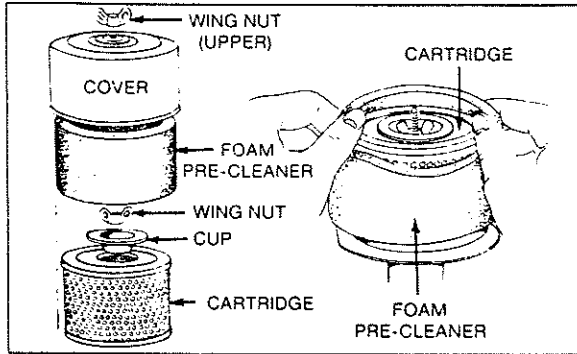 WING NUT
(UPPER)
COVER
FOAM
PRE-CLEANER
WING NUT
CUP
CARTRIDGE
CARTRIDGE
FOAM
PRE-CLEANER